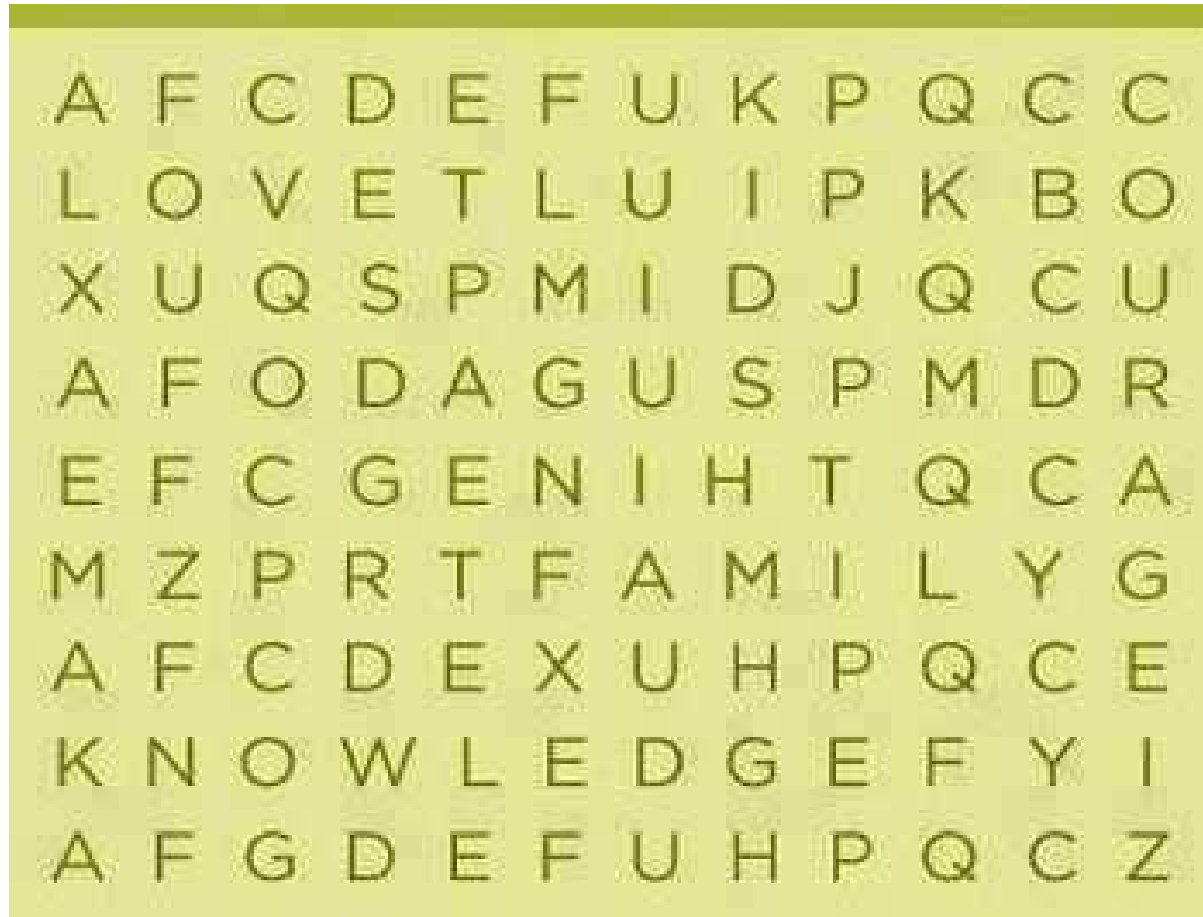 A F C D E F U K P Q C C
L O V E T L U I P K B O
X U Q S P M I D J Q C U
A F O D A G U S P M D R
E F C G E N I H T Q C A
M Z P R T F A M I L Y G
A F C D E X U H P Q C E
K N O W L E D G E F Y I
A F G D E F U H P Q C Z